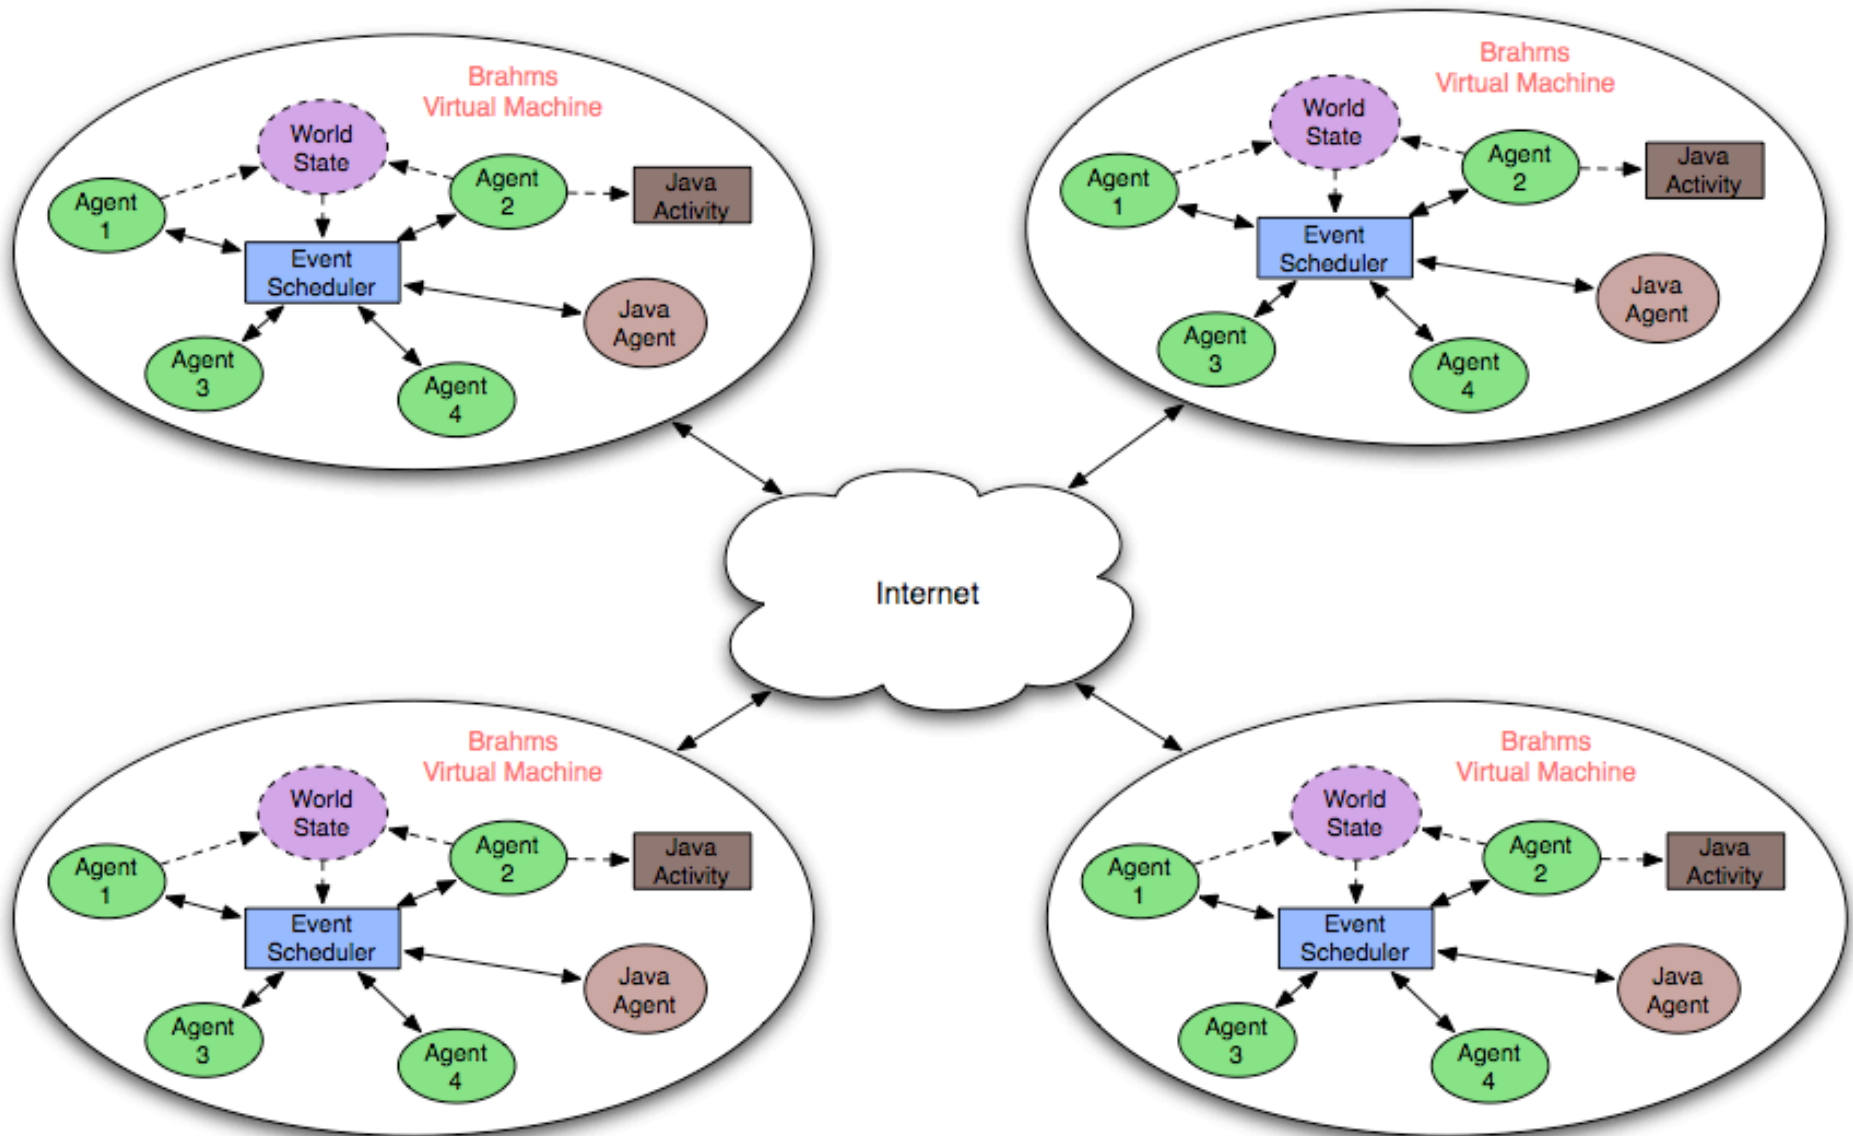 Brahms
Virtual Machine
World
State
Agent
1
Agent
2
Java
Activity
Event
Scheduler
Java
Agent
Agent
3
Agent
4
Brahms
Virtual Machine
World
State
Agent
1
Agent
2
Java
Activity
Event
Scheduler
Java
Agent
Agent
3
Agent
4
Internet
Brahms
Virtual Machine
World
State
Agent
1
Agent
2
Java
Activity
Event
Scheduler
Java
Agent
Agent
3
Agent
4
Brahms
Virtual Machine
World
State
Agent
1
Agent
2
Java
Activity
Event
Scheduler
Java
Agent
Agent
3
Agent
4